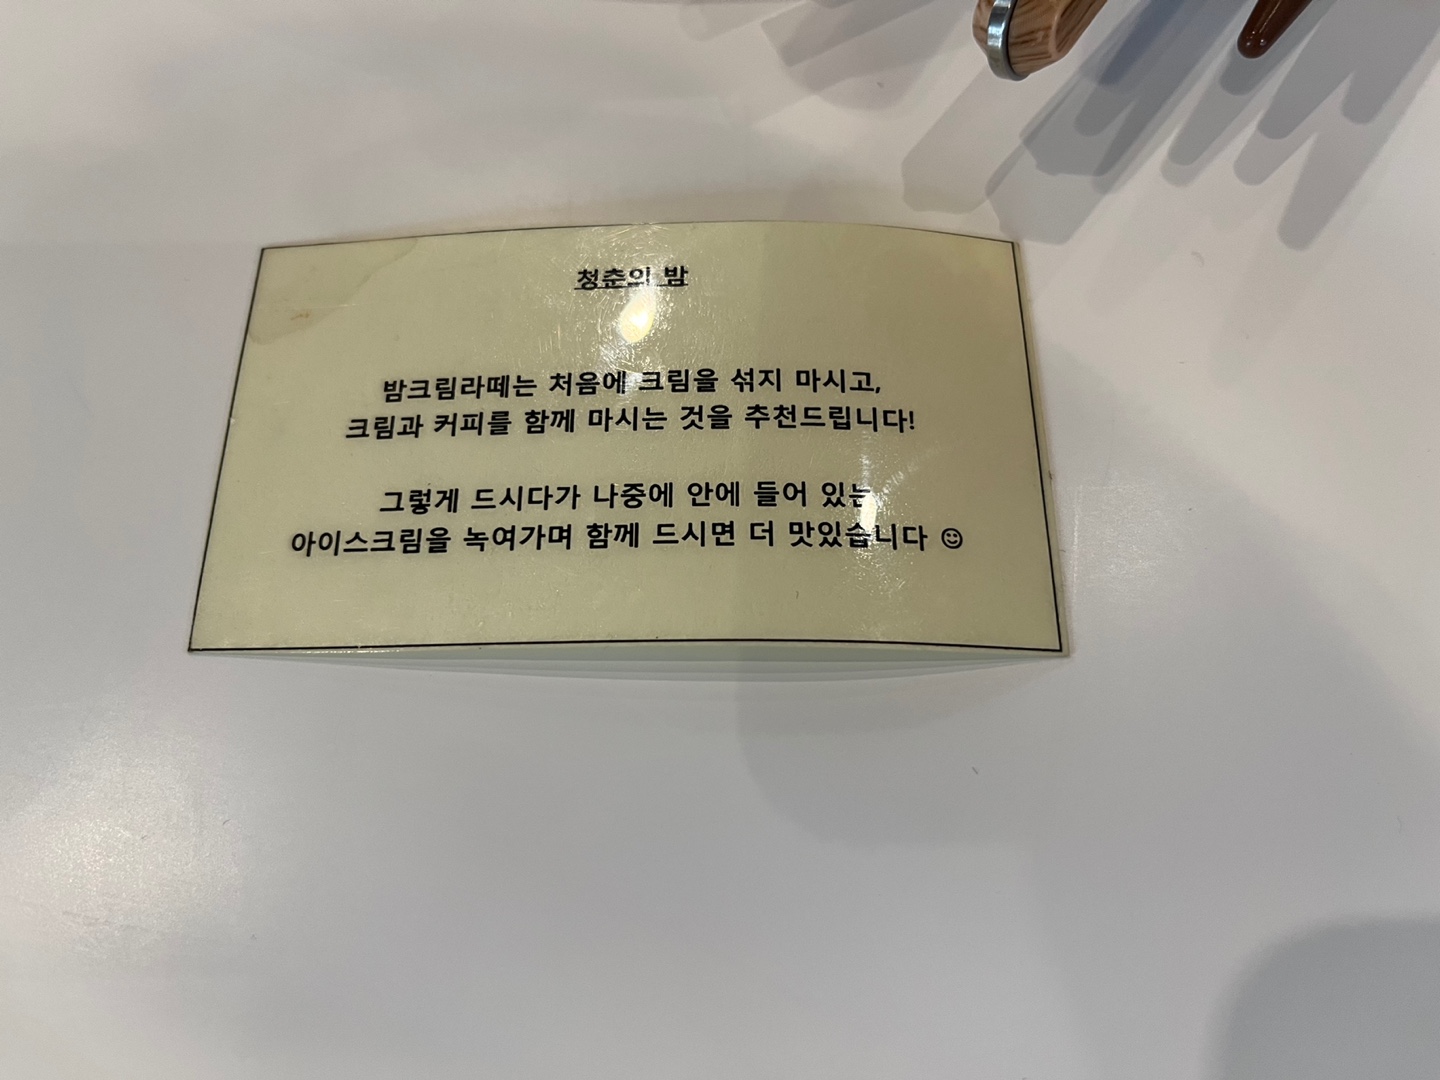 청춘의 밤
밤크림라떼는 처음에 크림을 섞지 마시고,
크림과 커피를 함께 마시는 것을 추천드립니다!
그렇게 드시다가 나중에 안에 들어 있는
아이스크림을 녹여가며 함께 드시면 더 맛있습니다 ☺